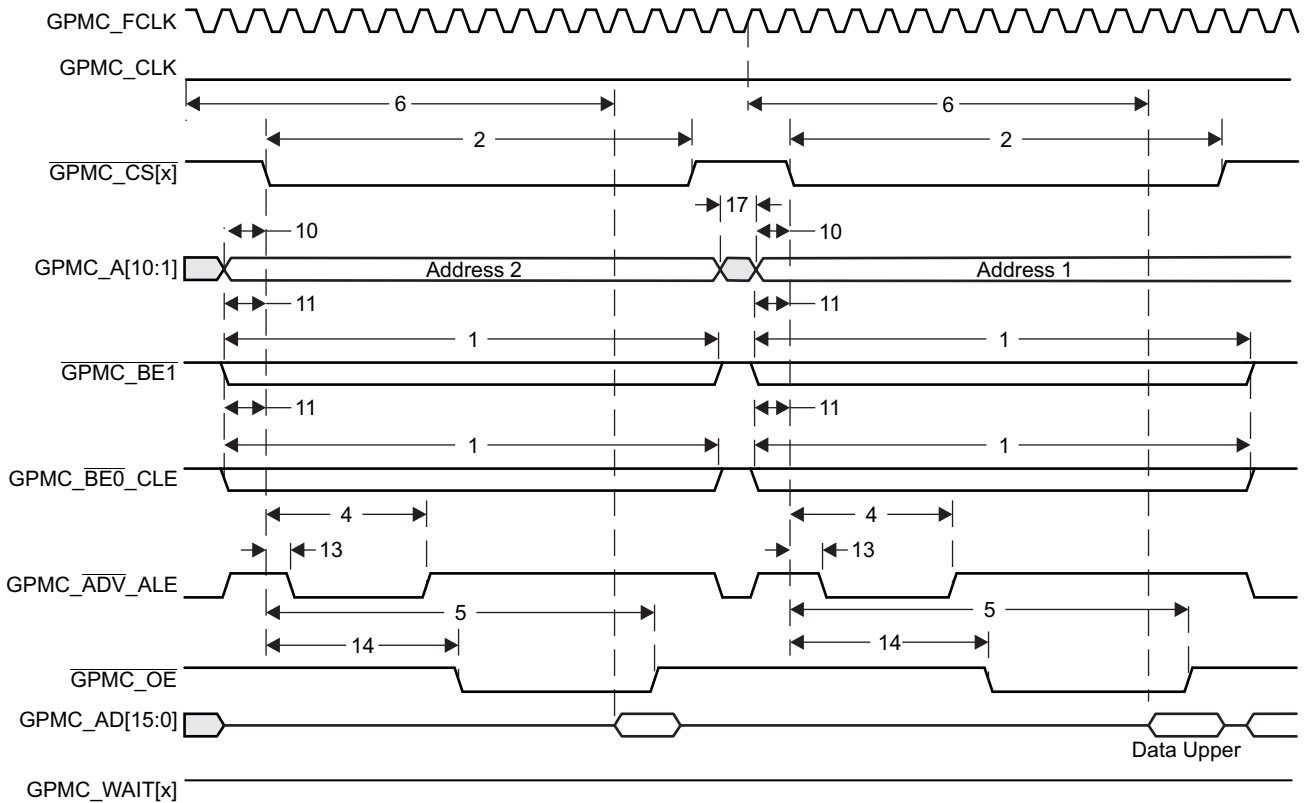 GPMC_FCLK
GPMC_CLK
6 6
2 2
GPMC_CS[x]
17
10 10
GPMC_A[10:1] Address 2 Address 1
11 11
1 1
GPMC_BE1
11 11
1 1
GPMC_BE0_CLE
4 4
13 13
GPMC_ADV_ALE
5 5
14 14
GPMC_OE
GPMC_AD[15:0]
Data Upper
GPMC_WAIT[x]